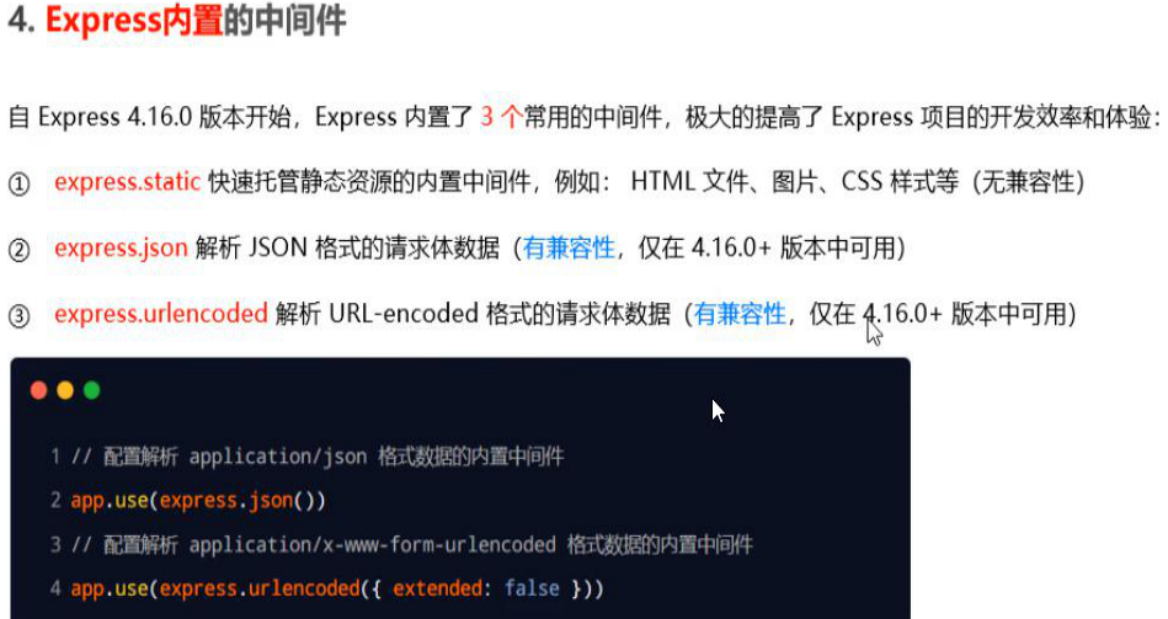 4. Express内置的中间件
自 Express 4.16.0 版本开始，Express 内置了 3 个常用的中间件，极大的提高了 Express 项目的开发效率和体验：
① express.static 快速托管静态资源的内置中间件，例如： HTML 文件、图片、CSS 样式等（无兼容性）
② express.json 解析 JSON 格式的请求体数据（有兼容性，仅在 4.16.0+ 版本中可用）
③ express.urlencoded 解析 URL-encoded 格式的请求体数据（有兼容性，仅在 4.16.0+ 版本中可用）
1 // 配置解析 application/json 格式数据的内置中间件
2 app.use(express.json())
3 // 配置解析 application/x-www-form-urlencoded 格式数据的内置中间件
4 app.use(express.urlencoded({ extended: false }))